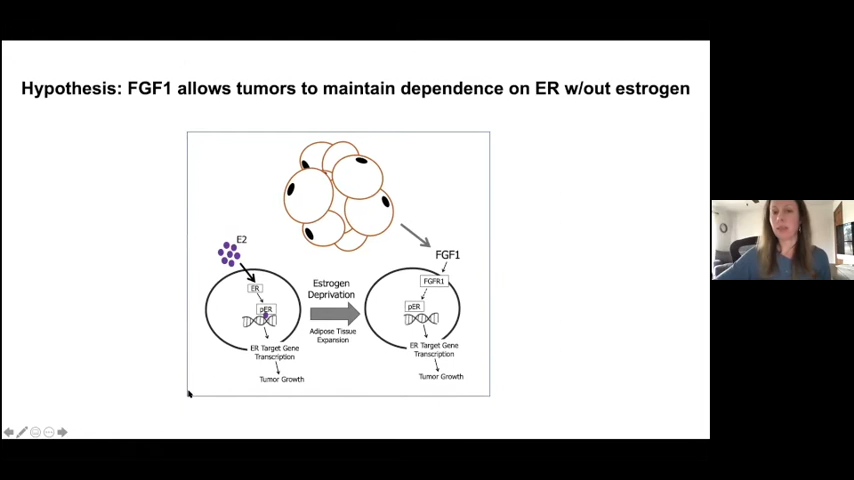 Hypothesis: FGF1 allows tumors to maintain dependence on ER w/out estrogen
E2
ER
pER
ER Target Gene
Transcription
Tumor Growth
Estrogen
Deprivation
Adipose Tissue
Expansion
FGF1
FGFR1
pER
ER Target Gene
Transcription
Tumor Growth